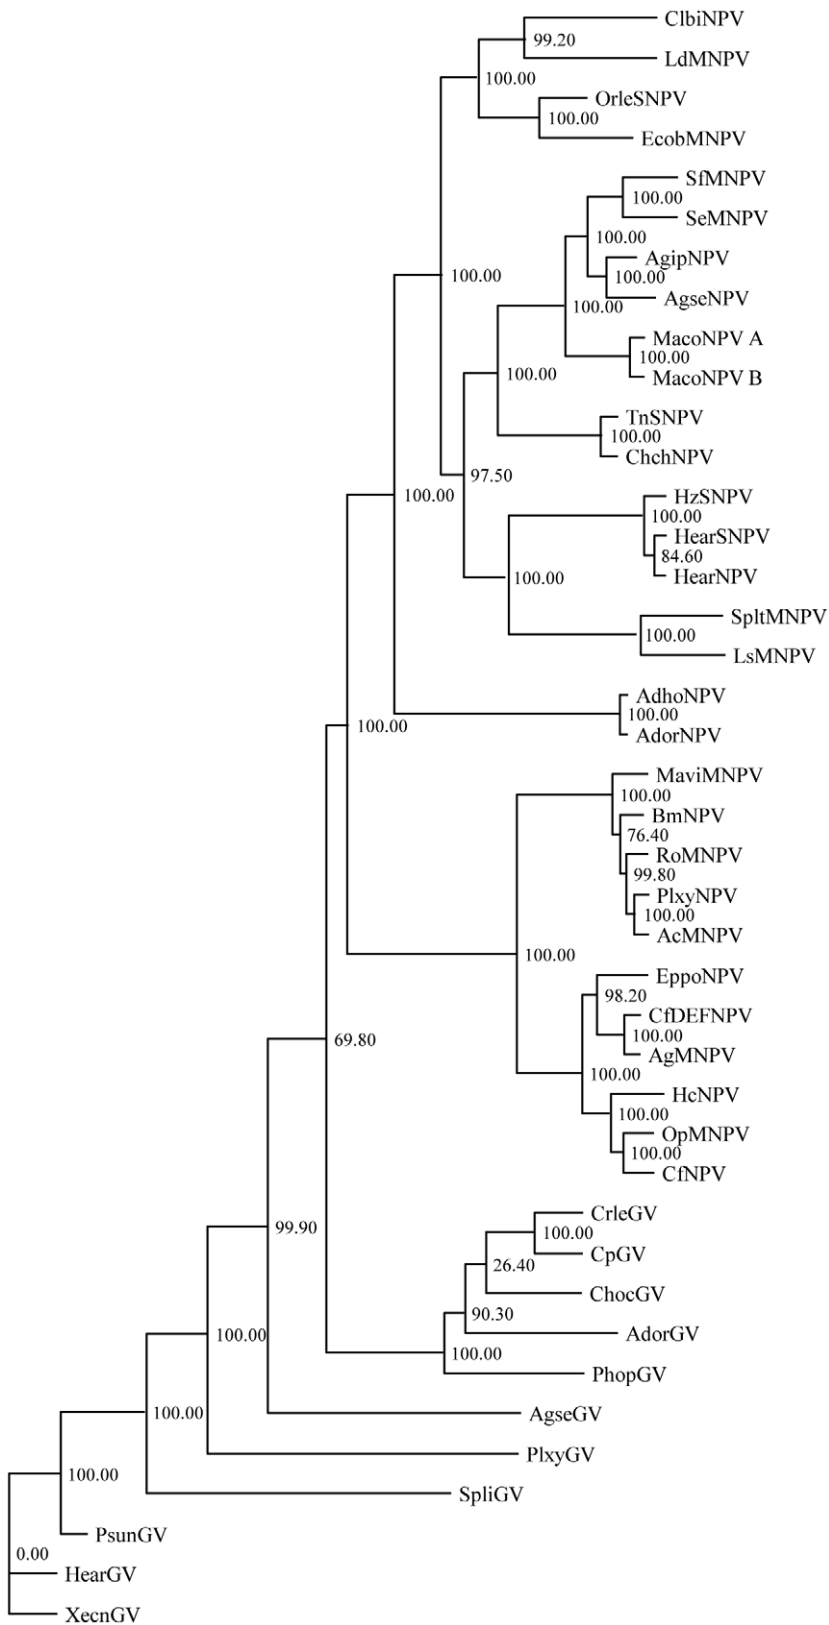 ClbiNPV
99.20
LdMNPV
100.00
OrleSNPV
100.00
EcobMNPV
SfMNPV
100.00
SeMNPV
100.00
AgipNPV
100.00
100.00
AgseNPV
100.00
MacoNPV A
100.00
100.00
MacoNPV B
TnSNPV
100.00
ChchNPV
97.50
100.00
HzSNPV
100.00
HearSNPV
84.60
HearNPV
100.00
SpltMNPV
100.00
LsMNPV
AdhoNPV
100.00
100.00
AdorNPV
MaviMNPV
100.00
BmNPV
76.40
RoMNPV
99.80
PlxyNPV
100.00
AcMNPV
100.00
EppoNPV
98.20
CfDEFNPV
100.00
69.80
AgMNPV
100.00
HcNPV
100.00
OpMNPV
100.00
CfNPV
CrleGV
99.90
100.00
CpGV
26.40
ChocGV
90.30
100.00
AdorGV
100.00
PhopGV
100.00
AgseGV
PlxyGV
100.00
SpliGV
PsunGV
0.00
HearGV
XecnGV